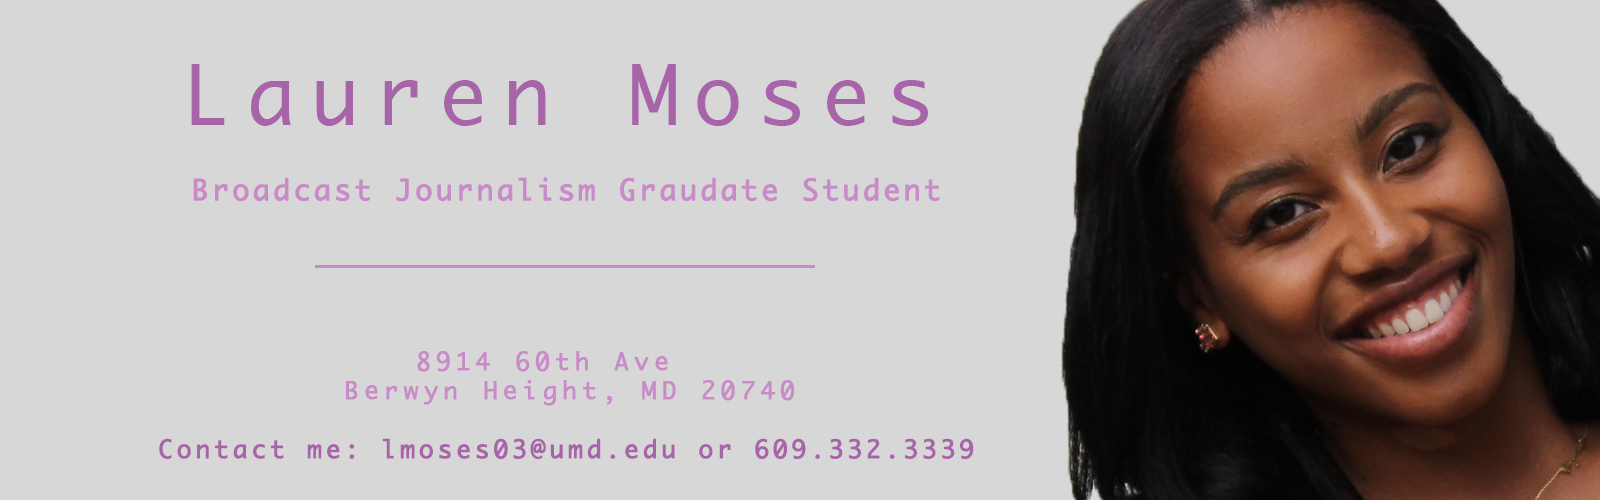 Lauren Moses
Broadcast Journalism Graudate Student
8914 60th Ave
Berwyn Height, MD 20740
Contact me: lmoses03@umd.edu or 609.332.3339